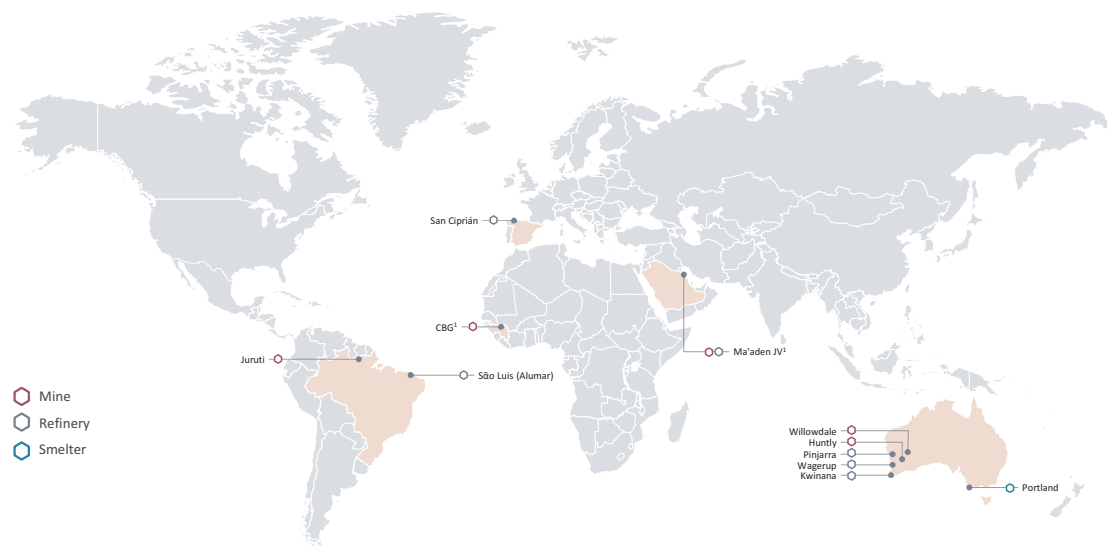 San Ciprián
CBG¹
Ma'aden JV¹
Juruti
São Luis (Alumar)
Mine
Refinery
Smelter
Willowdale
Huntly
Pinjarra
Wagerup
Kwinana
Portland